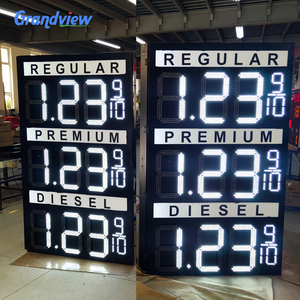 Grandview
REGULAR
1.23 9/10
PREMIUM
1.23 9/10
DIESEL
1.23 9/10
REGULAR
1.23 9/10
PREMIUM
1.23 9/10
DIESEL
1.23 9/10